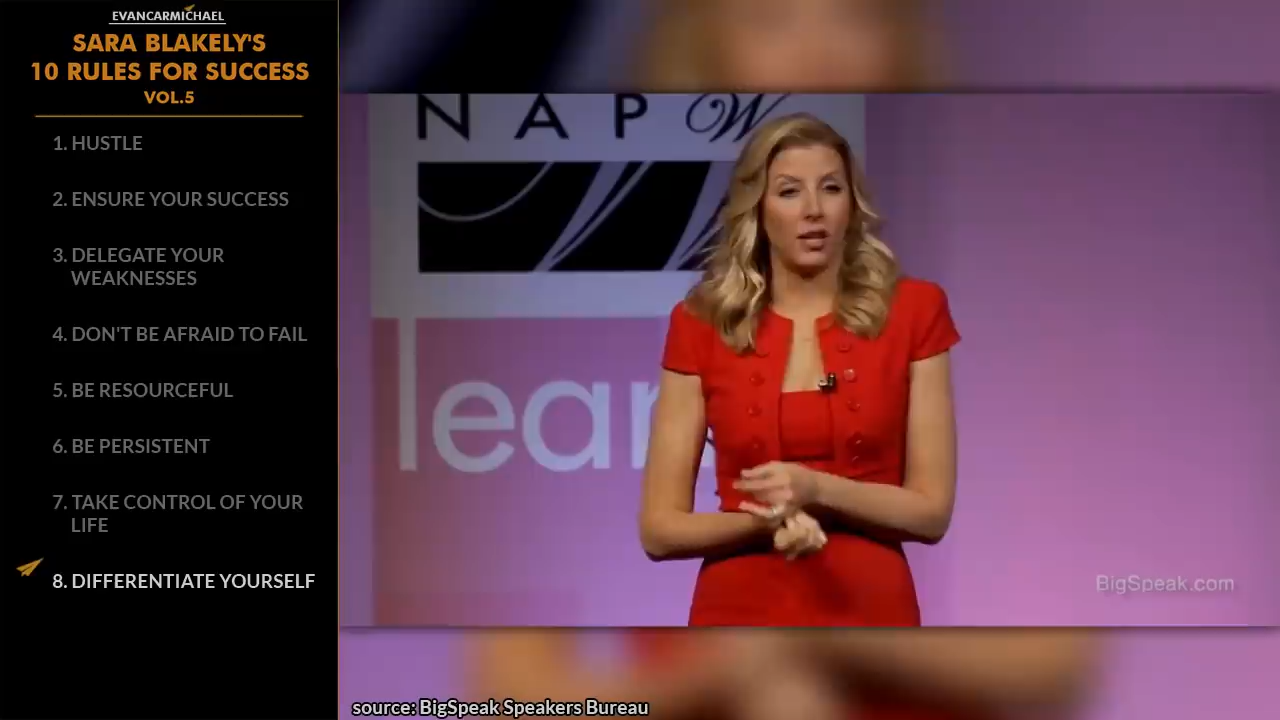 EVANCARMICHAEL
SARA BLAKELY'S
10 RULES FOR SUCCESS
VOL.5
1. HUSTLE
2. ENSURE YOUR SUCCESS
3. DELEGATE YOUR
WEAKNESSES
4. DON'T BE AFRAID TO FAIL
5. BE RESOURCEFUL
6. BE PERSISTENT
7. TAKE CONTROL OF YOUR
LIFE
8. DIFFERENTIATE YOURSELF
NAPW
lear
BigSpeak.com
source: BigSpeak Speakers Bureau